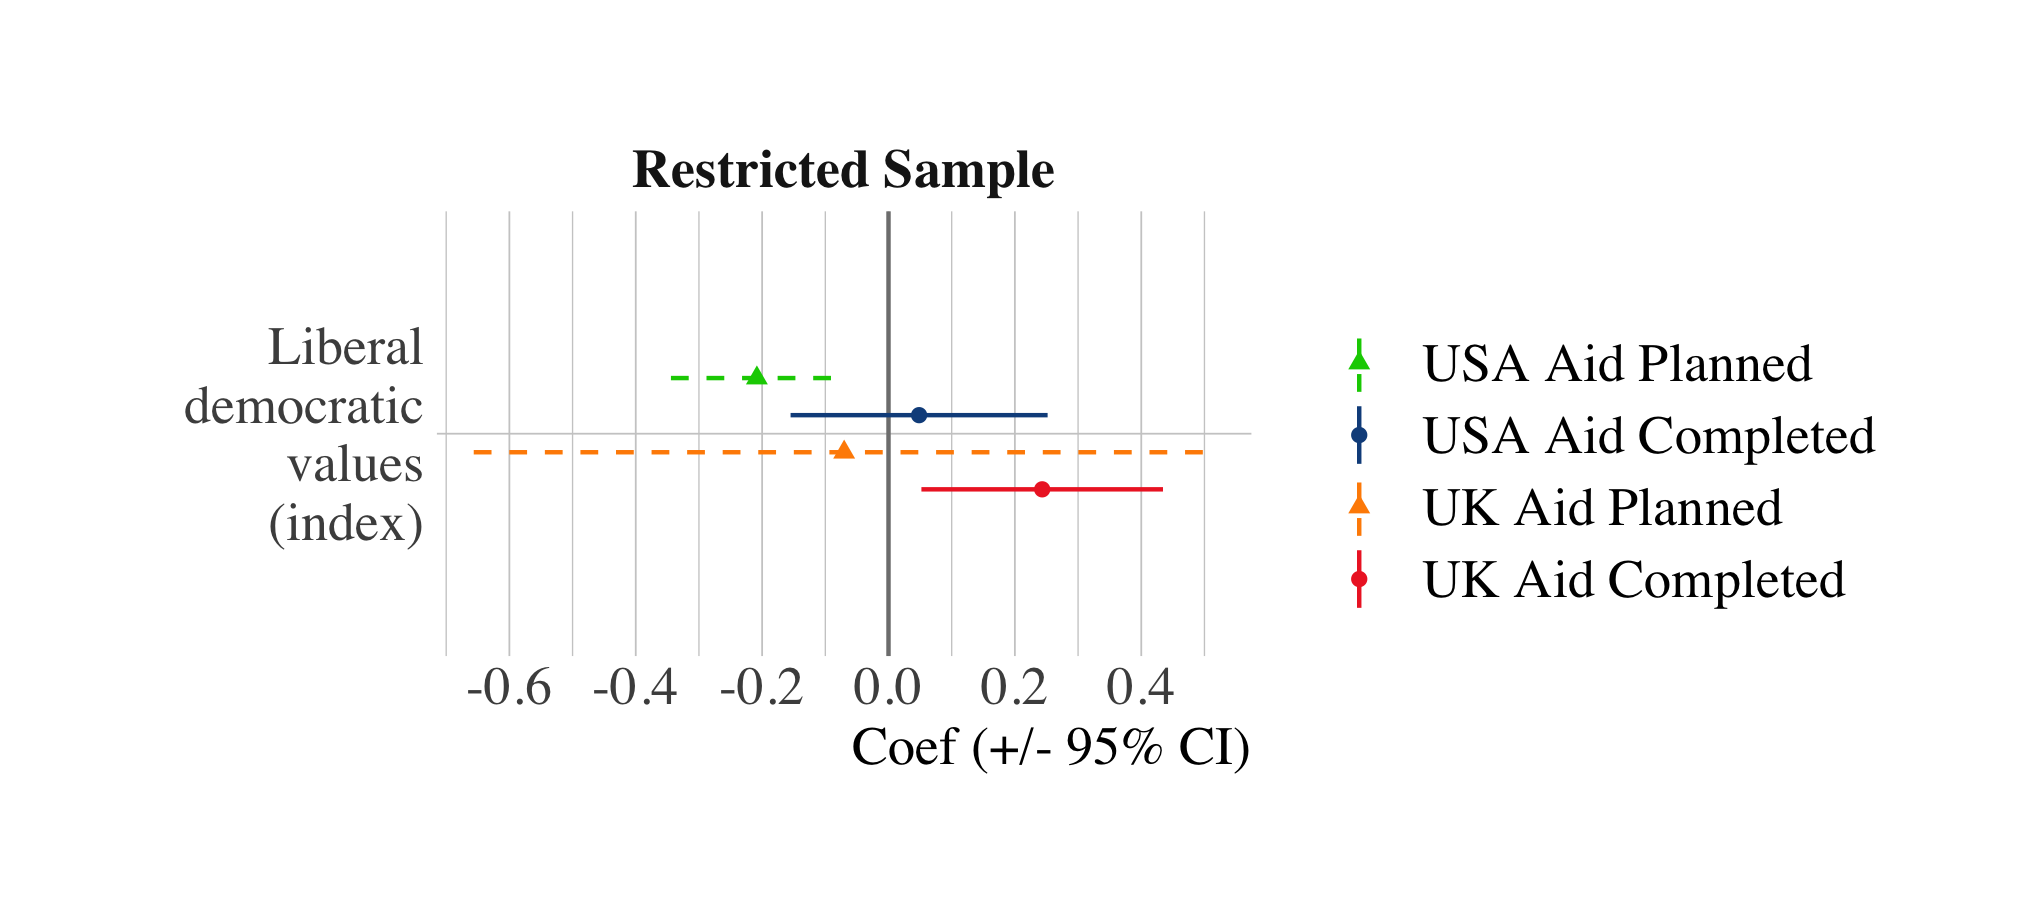 Restricted Sample
Liberal
democratic
values
(index)
USA Aid Planned
USA Aid Completed
UK Aid Planned
UK Aid Completed
-0.6 -0.4 -0.2 0.0 0.2 0.4
Coef (+/- 95% CI)